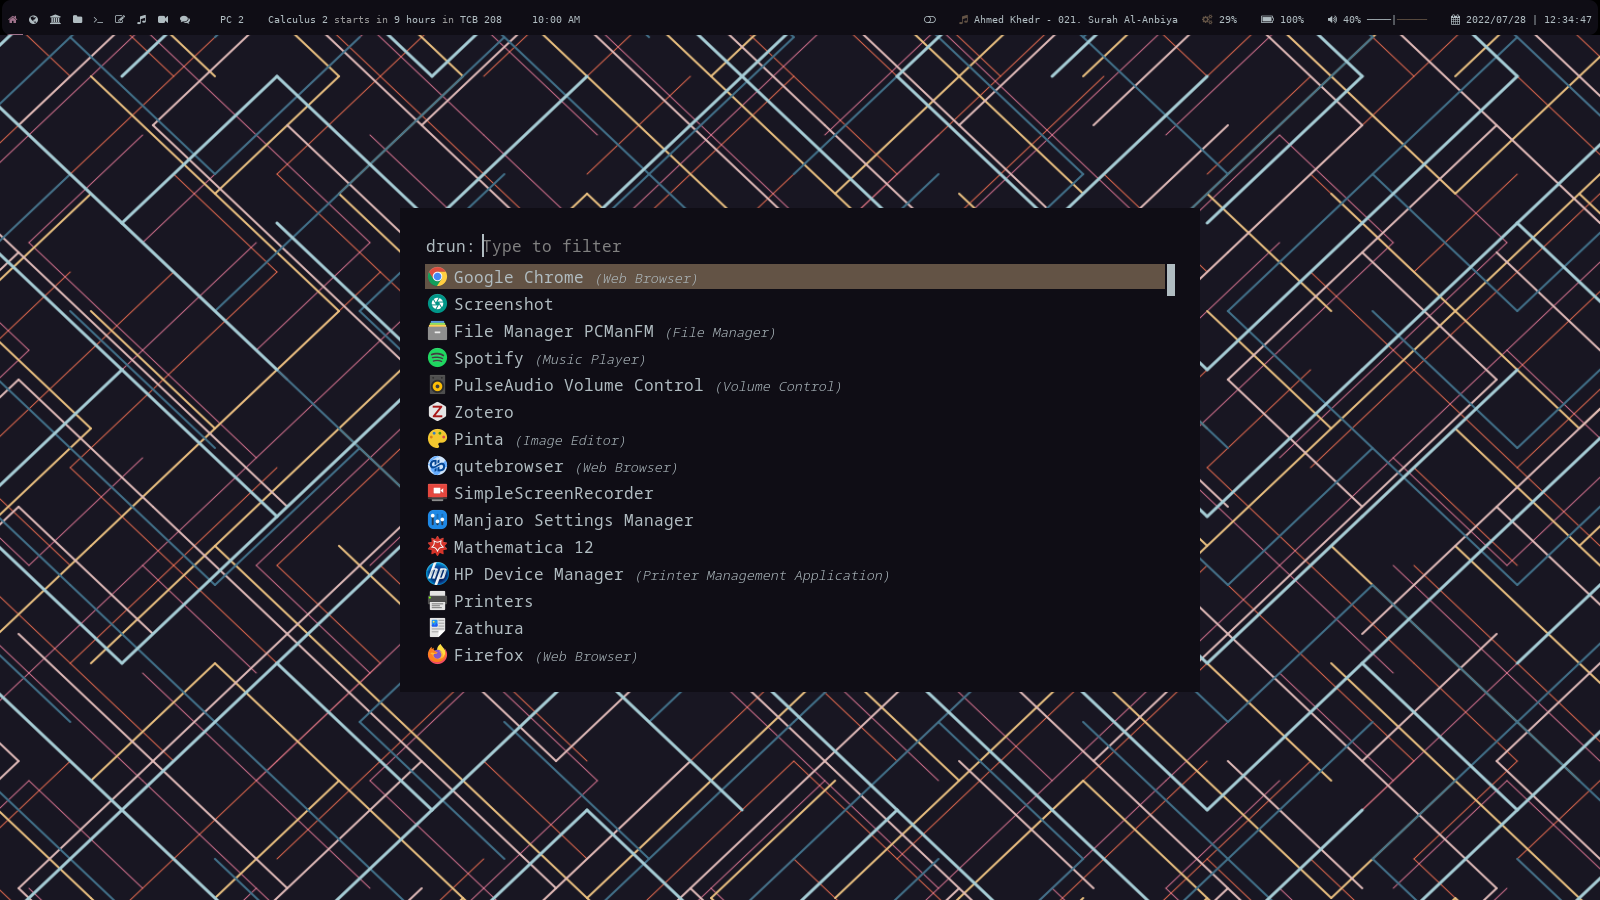 PC 2 Calculus 2 starts in 9 hours in TCB 208 10:00 AM Ahmed Khedr - 021. Surah Al-Anbiya 29% 100% 40% 2022/07/28 | 12:34:47
drun: Type to filter
Google Chrome (Web Browser)
Screenshot
File Manager PCManFM (File Manager)
Spotify (Music Player)
PulseAudio Volume Control (Volume Control)
Zotero
Pinta (Image Editor)
qutebrowser (Web Browser)
SimpleScreenRecorder
Manjaro Settings Manager
Mathematica 12
HP Device Manager (Printer Management Application)
Printers
Zathura
Firefox (Web Browser)